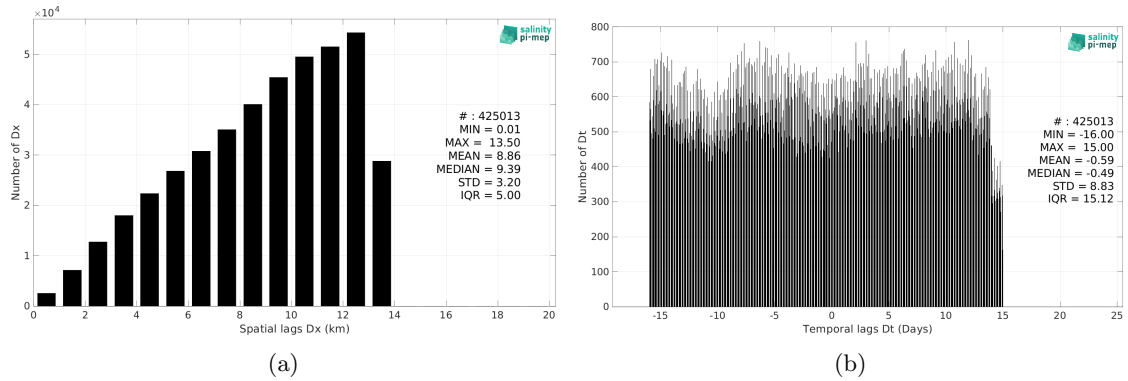 ×10⁴
5
4
3
2
1
0
Number of Dx
0 2 4 6 8 10 12 14 16 18 20
Spatial lags Dx (km)
salinity
pi-mep
# : 425013
MIN = 0.01
MAX = 13.50
MEAN = 8.86
MEDIAN = 9.39
STD = 3.20
IQR = 5.00
(a)
800
700
600
500
400
300
200
100
0
Number of Dt
-15 -10 -5 0 5 10 15 20 25
Temporal lags Dt (Days)
salinity
pi-mep
# : 425013
MIN = -16.00
MAX = 15.00
MEAN = -0.59
MEDIAN = -0.49
STD = 8.83
IQR = 15.12
(b)